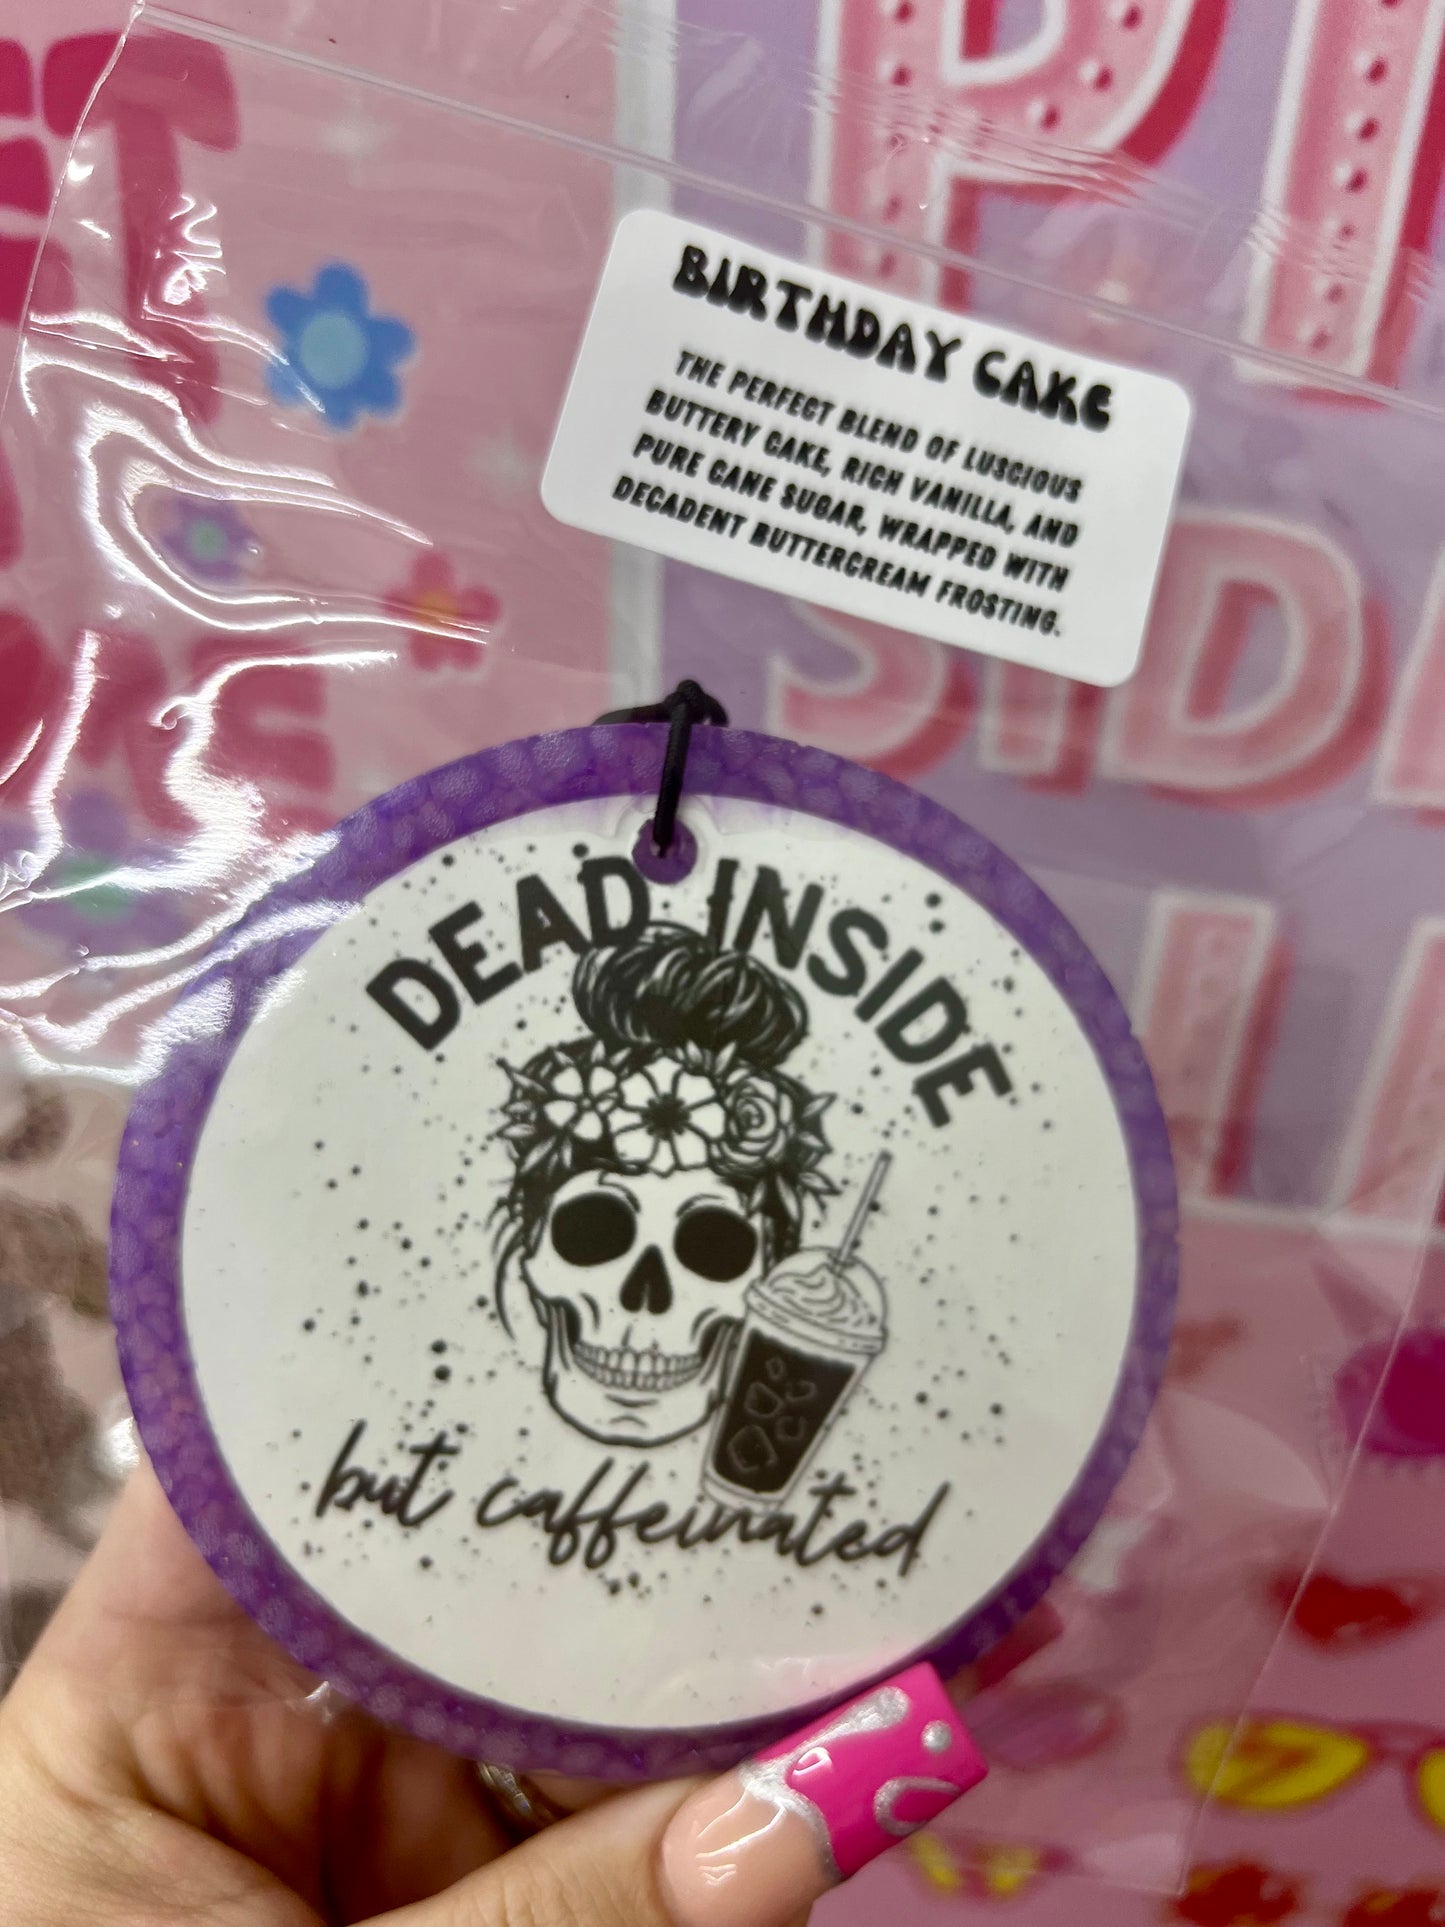 BIRTHDAY CAKE
THE PERFECT BLEND OF LUSCIOUS
BUTTERY CAKE, RICH VANILLA, AND
PURE CANE SUGAR, WRAPPED WITH
DECADENT BUTTERCREAM FROSTING.
DEAD INSIDE
but caffeinated